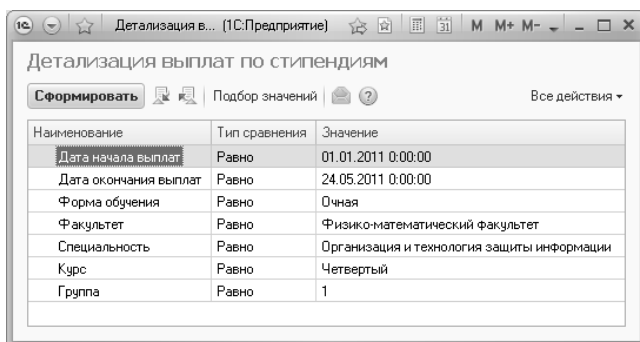 1С Детализация в... (1С:Предприятие) 31 M M+ M-
Детализация выплат по стипендиям
Сформировать Подбор значений ? Все действия
Наименование Тип сравнения Значение
Дата начала выплат Равно 01.01.2011 0:00:00
Дата окончания выплат Равно 24.05.2011 0:00:00
Форма обучения Равно Очная
Факультет Равно Физико-математический факультет
Специальность Равно Организация и технология защиты информации
Курс Равно Четвертый
Группа Равно 1